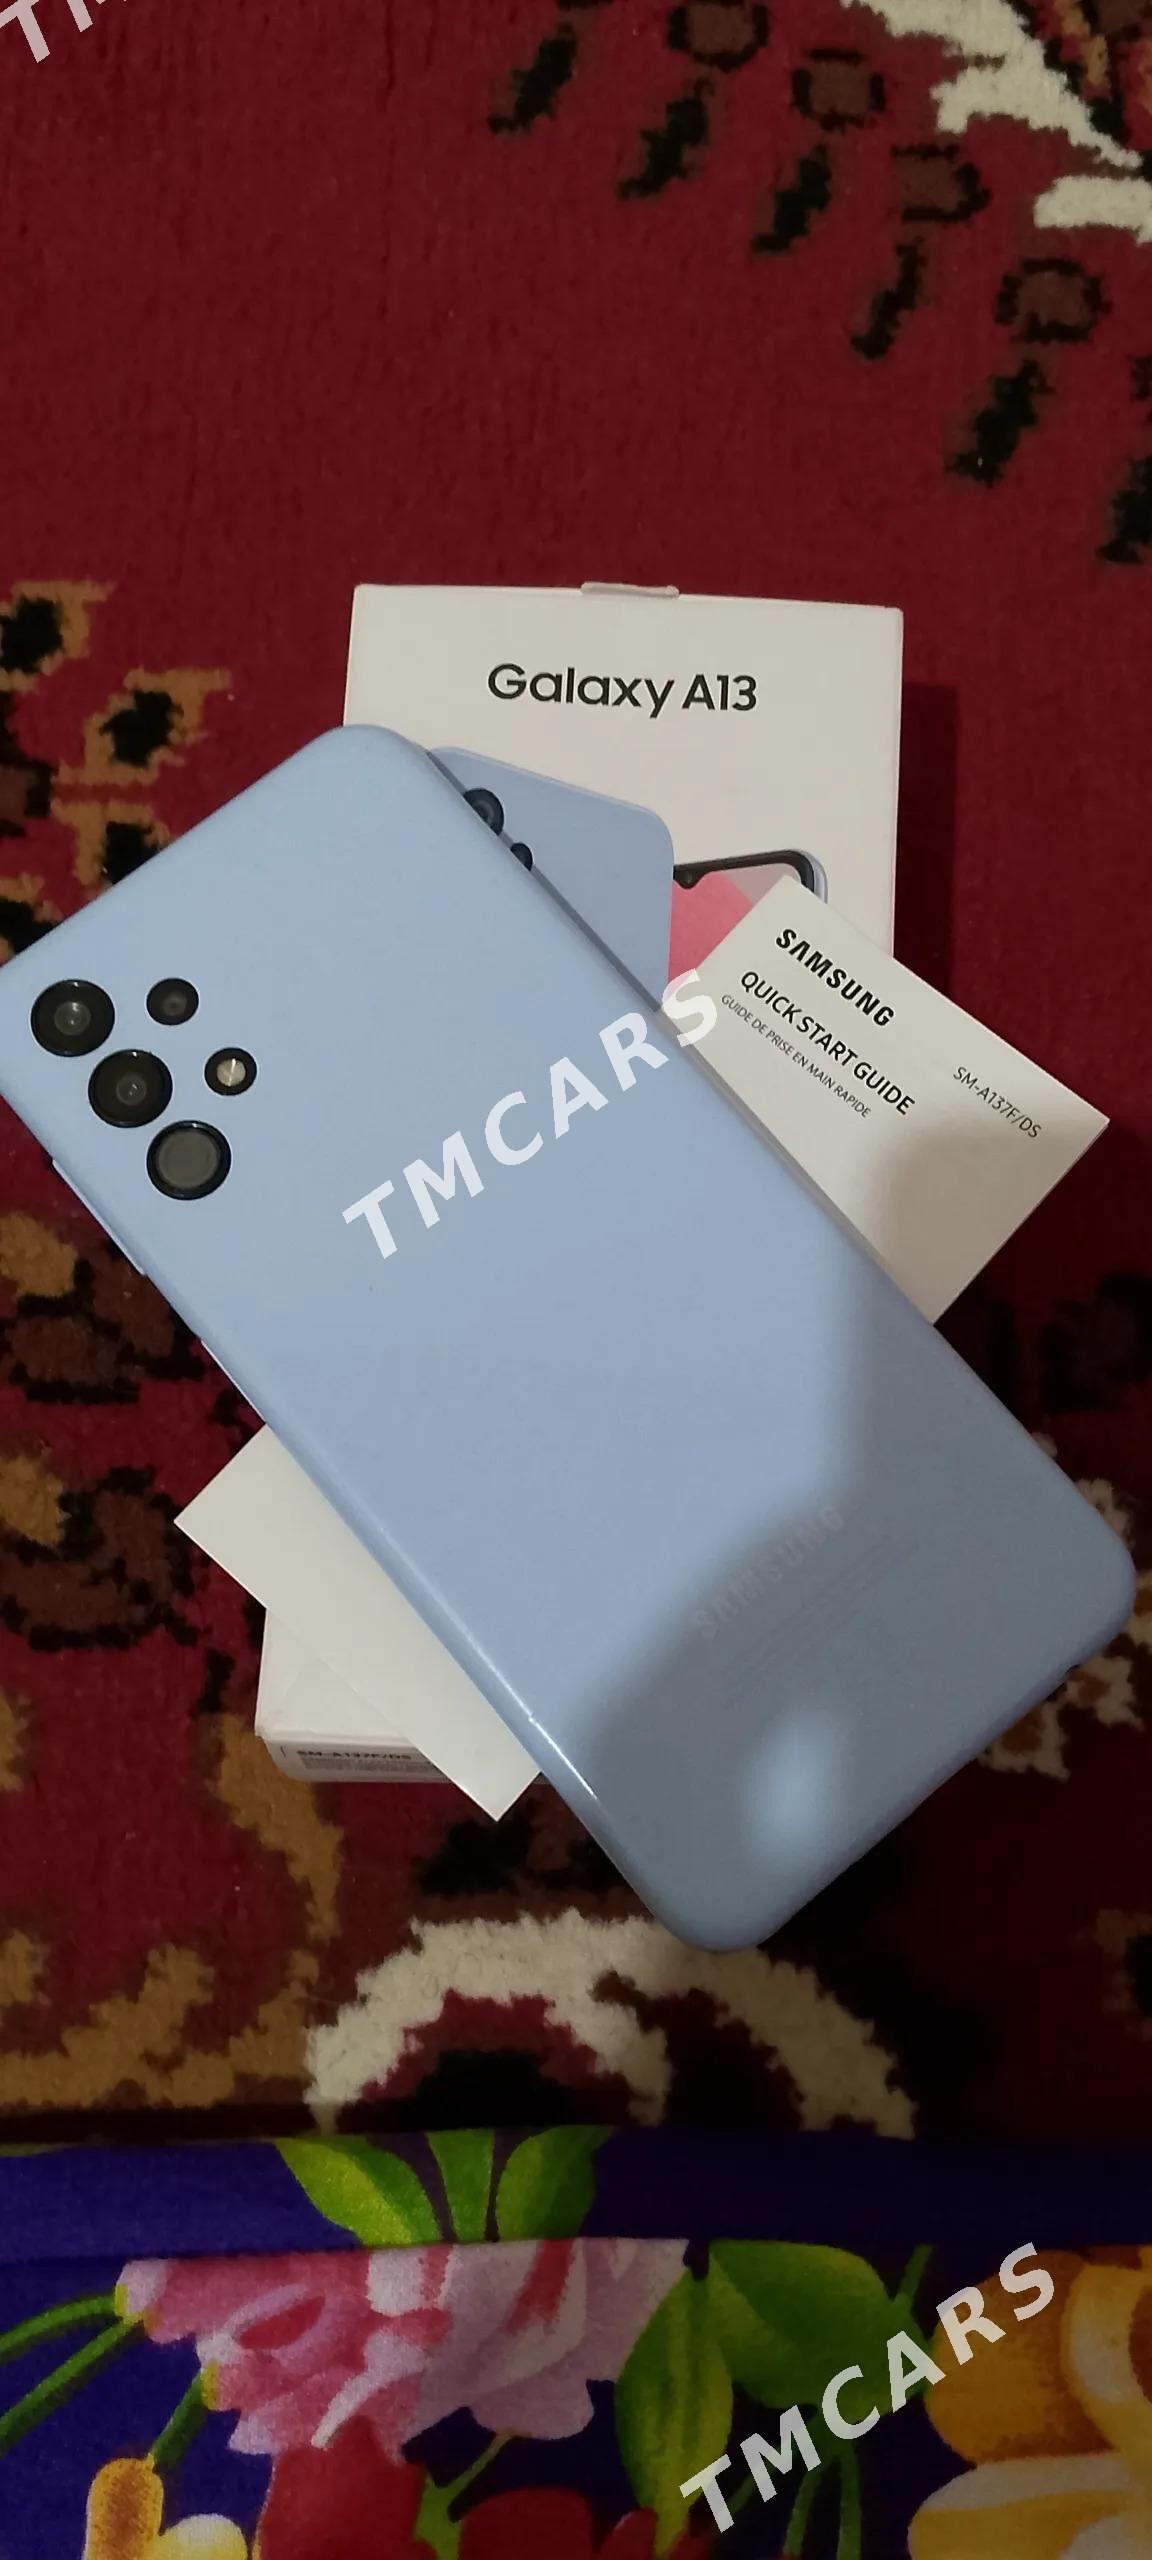 TM
Galaxy A13
SAMSUNG
QUICK START GUIDE
GUIDE DE PRISE EN MAIN RAPIDE
SM-A137F/DS
TMCARS
SAMSUNG
SM-A137F/DS
TMCARS